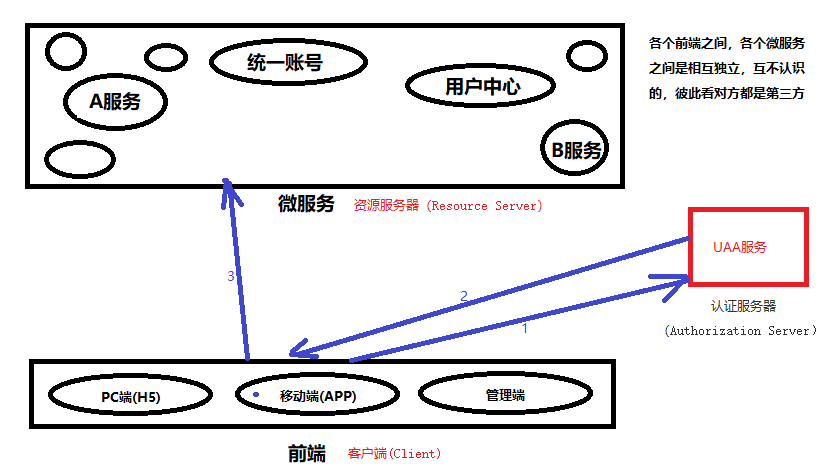 各个前端之间，各个微服务
之间是相互独立，互不认识
的，彼此看对方都是第三方
统一账号
用户中心
A服务
B服务
微服务 资源服务器（Resource Server）
UAA服务
认证服务器
（Authorization Server）
3
2
1
PC端(H5)
移动端(APP)
管理端
前端 客户端(Client)